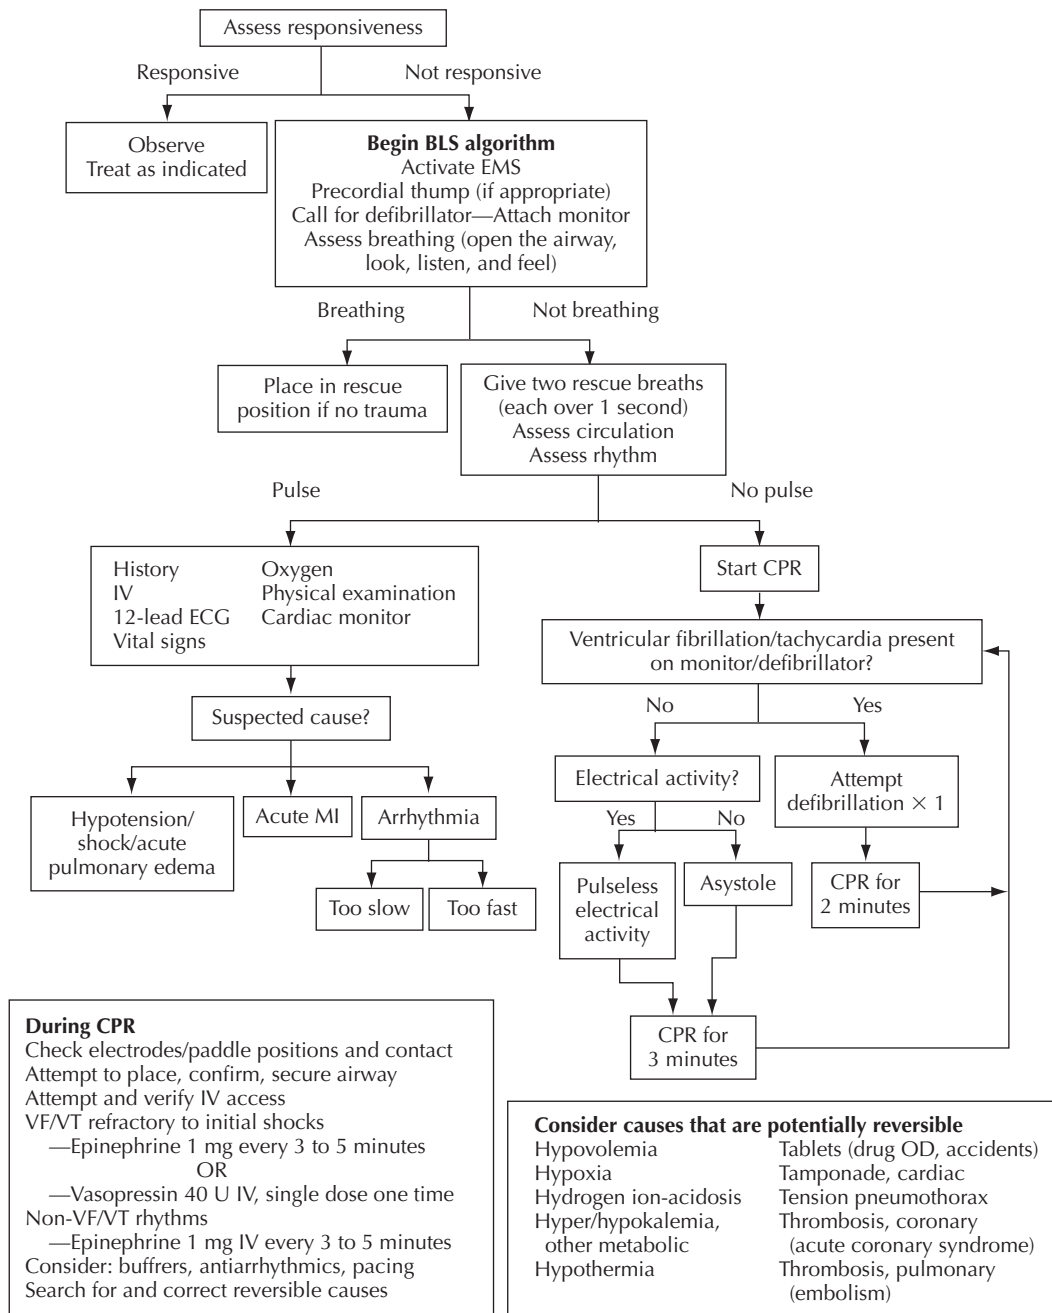 Assess responsiveness
Responsive
Not responsive
Observe
Treat as indicated
Begin BLS algorithm
Activate EMS
Precordial thump (if appropriate)
Call for defibrillator—Attach monitor
Assess breathing (open the airway,
look, listen, and feel)
Breathing
Not breathing
Place in rescue
position if no trauma
Give two rescue breaths
(each over 1 second)
Assess circulation
Assess rhythm
Pulse
No pulse
History
IV
12-lead ECG
Vital signs
Oxygen
Physical examination
Cardiac monitor
Start CPR
Ventricular fibrillation/tachycardia present
on monitor/defibrillator?
Suspected cause?
No
Yes
Electrical activity?
Attempt
defibrillation × 1
Hypotension/
shock/acute
pulmonary edema
Acute MI
Arrhythmia
Yes
No
Too slow
Too fast
Pulseless
electrical
activity
Asystole
CPR for
2 minutes
CPR for
3 minutes
During CPR
Check electrodes/paddle positions and contact
Attempt to place, confirm, secure airway
Attempt and verify IV access
VF/VT refractory to initial shocks
—Epinephrine 1 mg every 3 to 5 minutes
OR
—Vasopressin 40 U IV, single dose one time
Non-VF/VT rhythms
—Epinephrine 1 mg IV every 3 to 5 minutes
Consider: buffrers, antiarrhythmics, pacing
Search for and correct reversible causes
Consider causes that are potentially reversible
Hypovolemia
Hypoxia
Hydrogen ion-acidosis
Hyper/hypokalemia,
other metabolic
Hypothermia
Tablets (drug OD, accidents)
Tamponade, cardiac
Tension pneumothorax
Thrombosis, coronary
(acute coronary syndrome)
Thrombosis, pulmonary
(embolism)